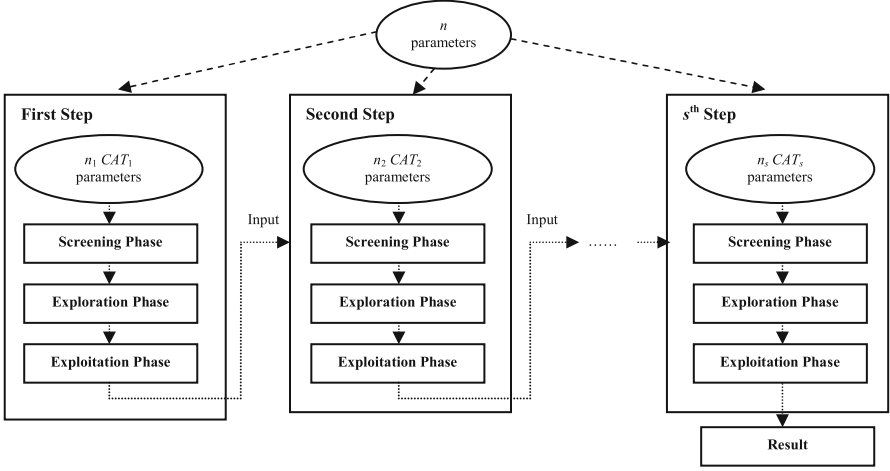 n
parameters
First Step
n₁ CAT₁
parameters
Screening Phase
Exploration Phase
Exploitation Phase
Input
Second Step
n₂ CAT₂
parameters
Screening Phase
Exploration Phase
Exploitation Phase
Input
......
sᵗʰ Step
nₛ CATₛ
parameters
Screening Phase
Exploration Phase
Exploitation Phase
Result